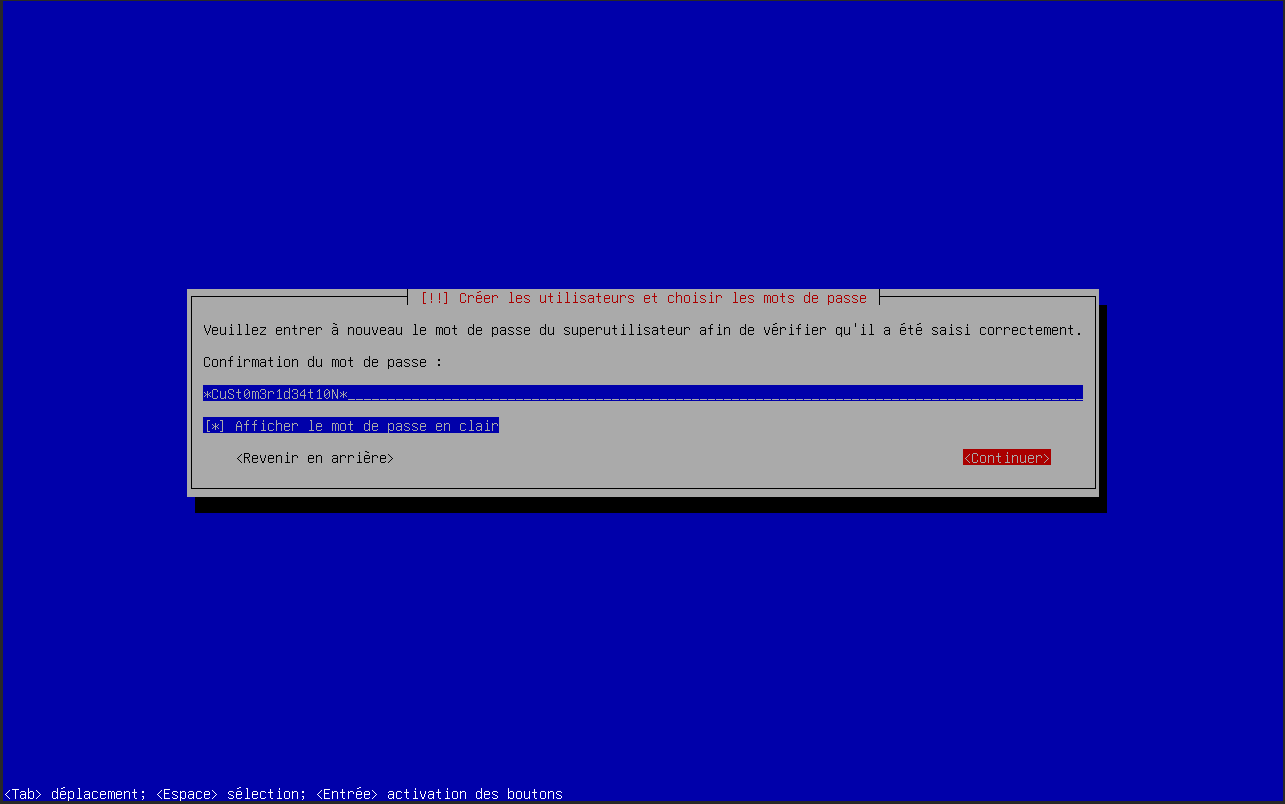 [!!] Créer les utilisateurs et choisir les mots de passe
Veuillez entrer à nouveau le mot de passe du superutilisateur afin de vérifier qu'il a été saisi correctement.
Confirmation du mot de passe :
*CuSt0m3r1d34t10N*
[*] Afficher le mot de passe en clair
<Revenir en arrière> <Continuer>
<Tab> déplacement; <Espace> sélection; <Entrée> activation des boutons